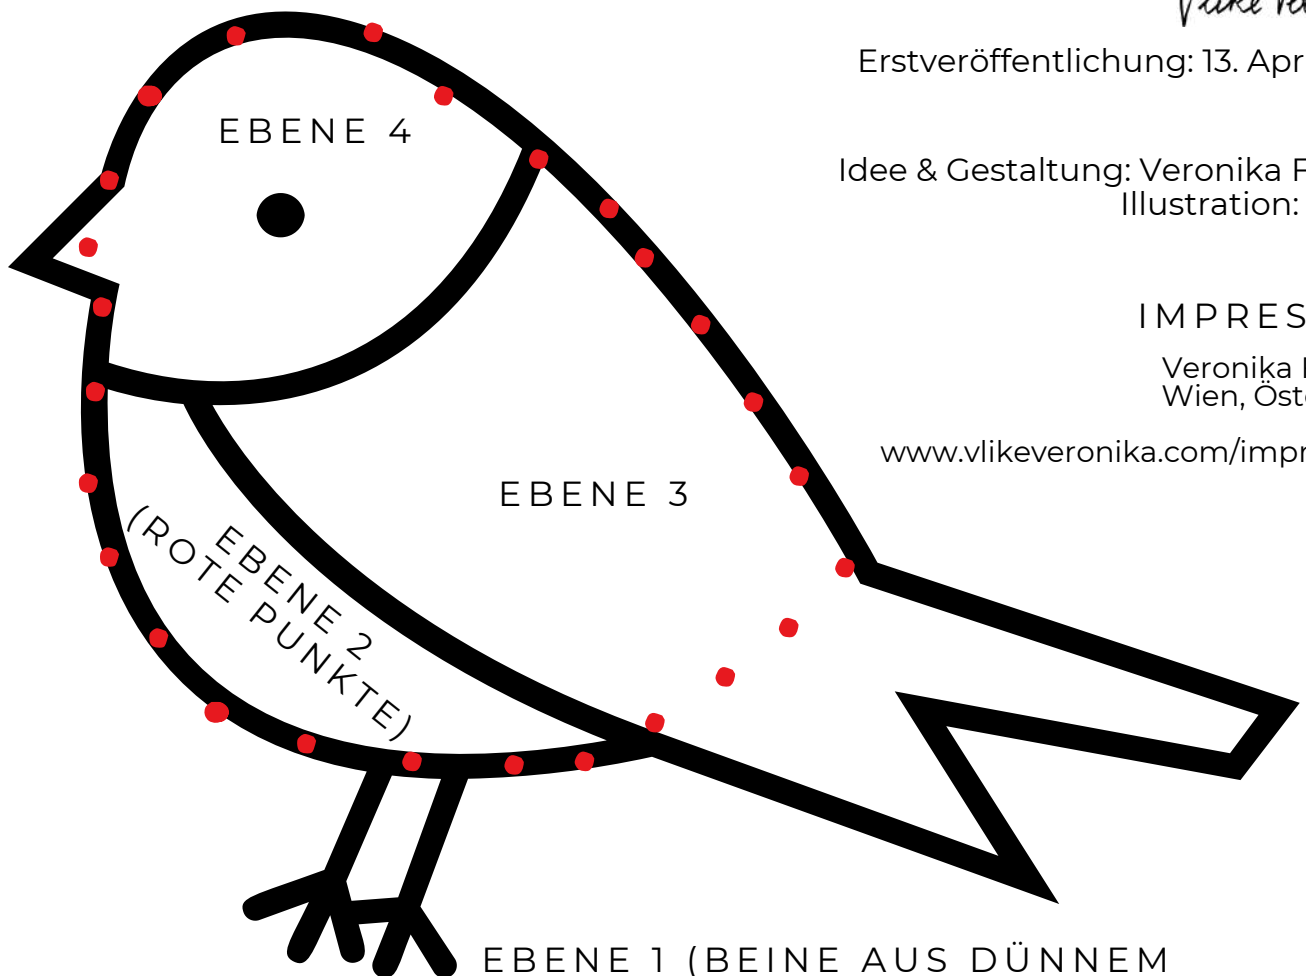 Erstveröffentlichung: 13. Apr
EBENE 4
Idee & Gestaltung: Veronika F
Illustration:
IMPRES
Veronika
Wien, Öst
www.vlikeveronika.com/impr
EBENE 3
EBENE 2
(ROTE PUNKTE)
EBENE 1 (BEINE AUS DÜNNEM